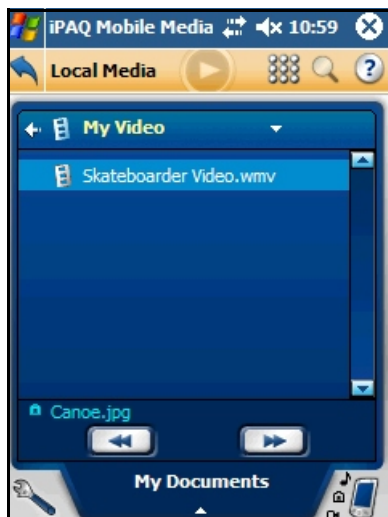 iPAQ Mobile Media 10:59
Local Media ?
My Video
Skateboarder Video.wmv
Canoe.jpg
My Documents